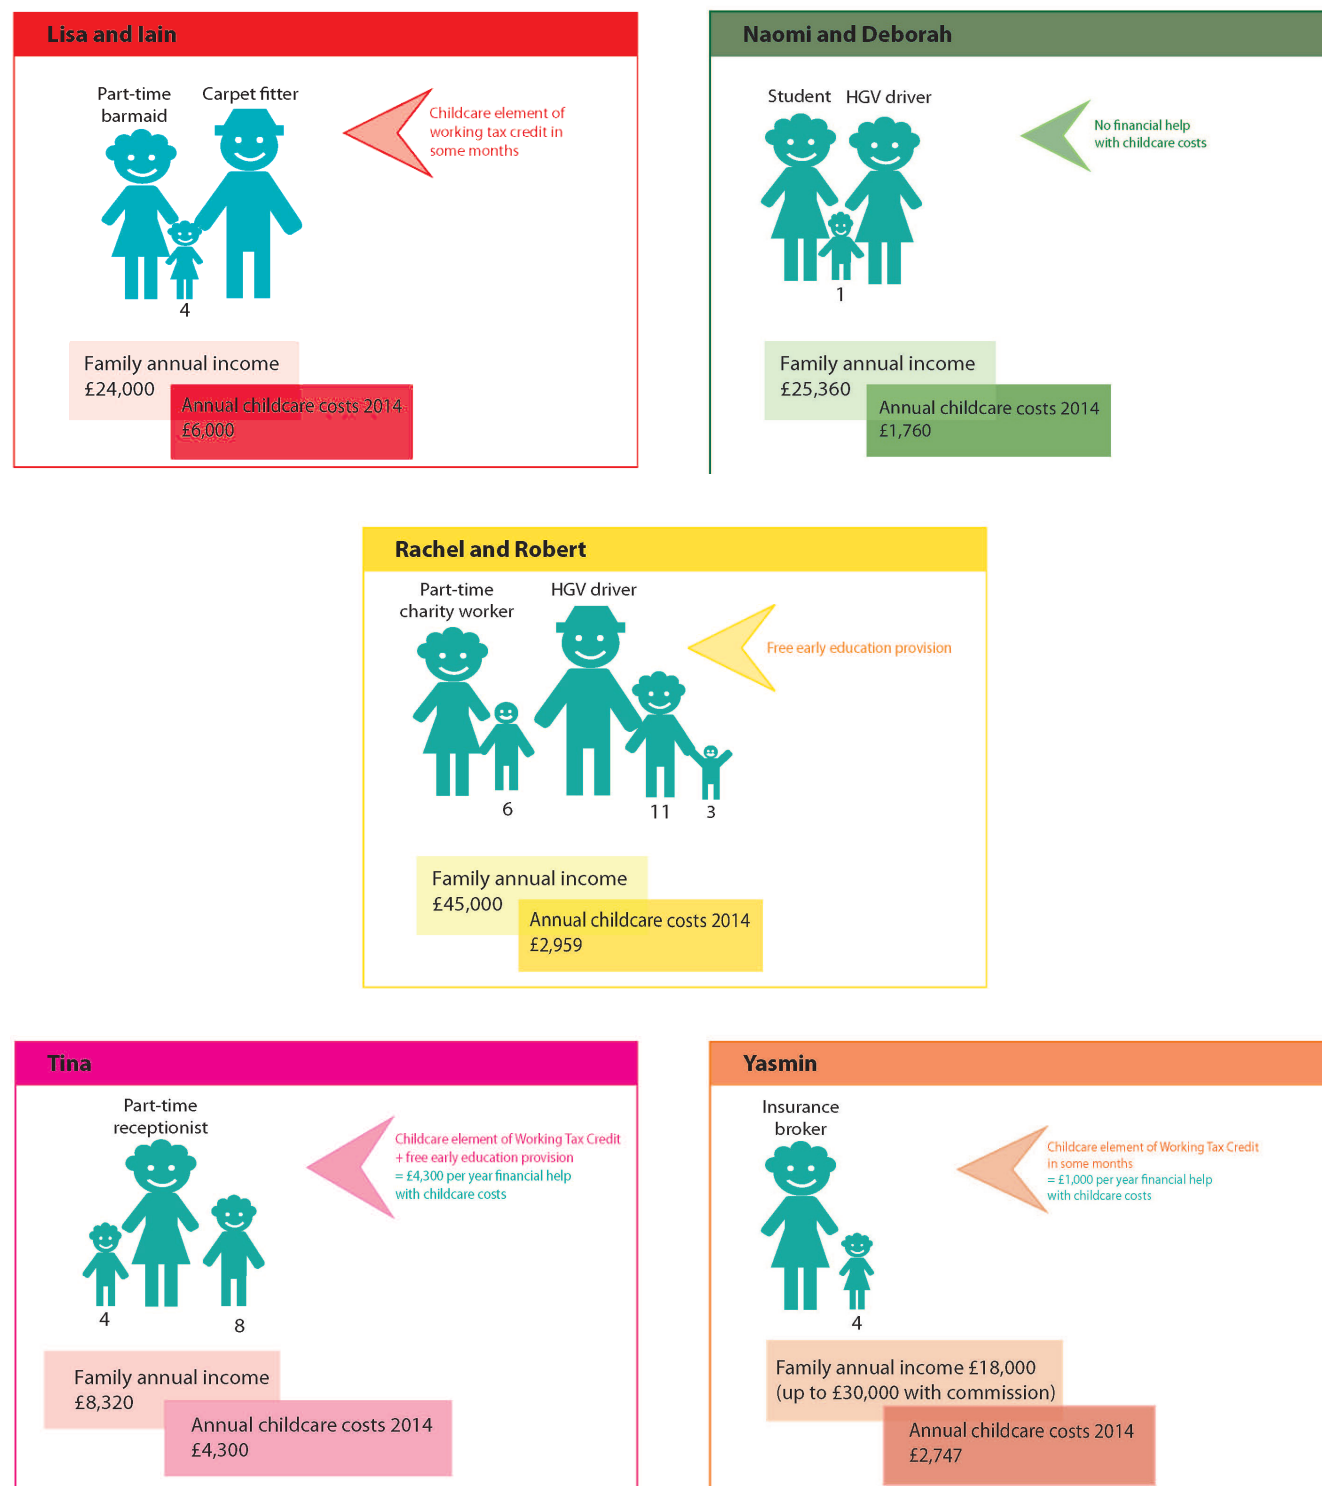 Lisa and Iain
Part-time
barmaid
Carpet fitter
Childcare element of
working tax credit in
some months
4
Family annual income
£24,000
Annual childcare costs 2014
£6,000
Naomi and Deborah
Student
HGV driver
No financial help
with childcare costs
1
Family annual income
£25,360
Annual childcare costs 2014
£1,760
Rachel and Robert
Part-time
charity worker
HGV driver
Free early education provision
6
11
3
Family annual income
£45,000
Annual childcare costs 2014
£2,959
Tina
Part-time
receptionist
Childcare element of Working Tax Credit
+ free early education provision
= £4,300 per year financial help
with childcare costs
4
8
Family annual income
£8,320
Annual childcare costs 2014
£4,300
Yasmin
Insurance
broker
Childcare element of Working Tax Credit
in some months
= £1,000 per year financial help
with childcare costs
4
Family annual income £18,000
(up to £30,000 with commission)
Annual childcare costs 2014
£2,747